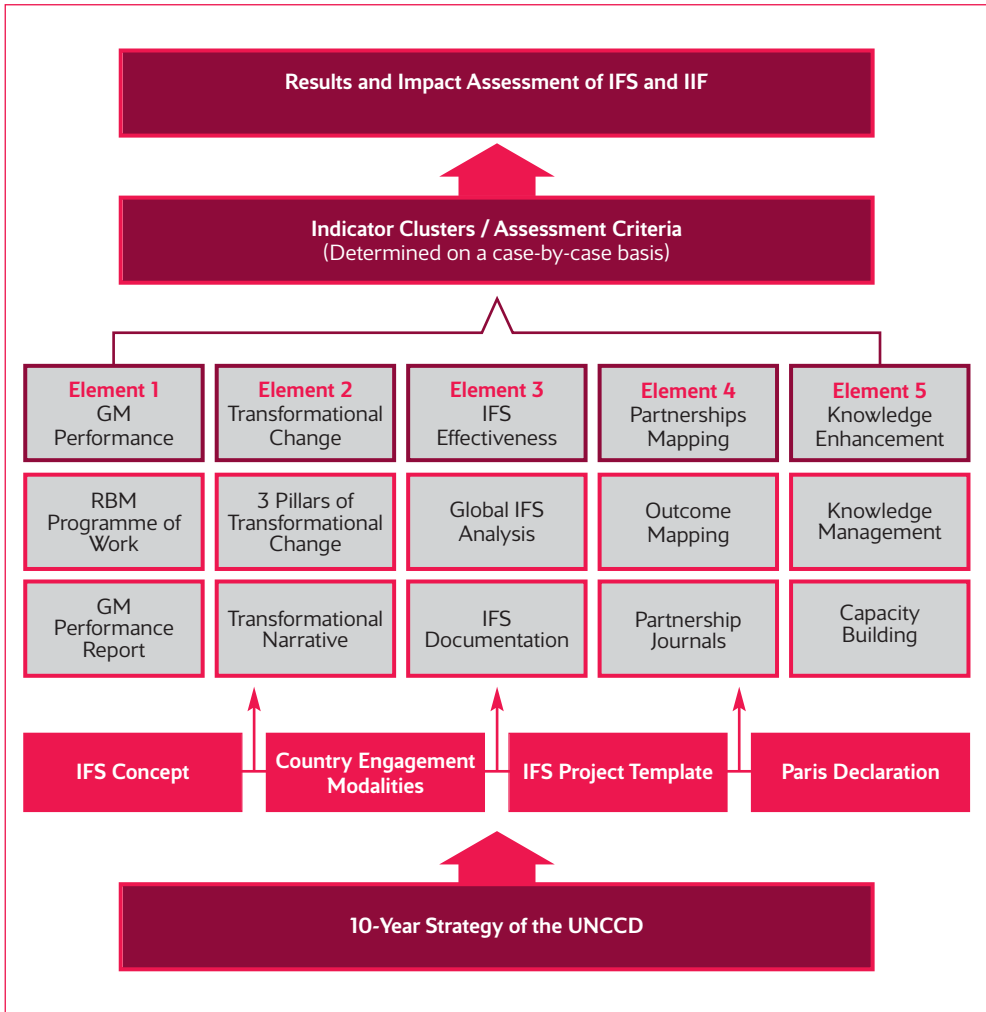 Results and Impact Assessment of IFS and IIF
Indicator Clusters / Assessment Criteria
(Determined on a case-by-case basis)
Element 1
GM
Performance
Element 2
Transformational
Change
Element 3
IFS
Effectiveness
Element 4
Partnerships
Mapping
Element 5
Knowledge
Enhancement
RBM
Programme of
Work
3 Pillars of
Transformational
Change
Global IFS
Analysis
Outcome
Mapping
Knowledge
Management
GM
Performance
Report
Transformational
Narrative
IFS
Documentation
Partnership
Journals
Capacity
Building
IFS Concept
Country Engagement
Modalities
IFS Project Template
Paris Declaration
10-Year Strategy of the UNCCD